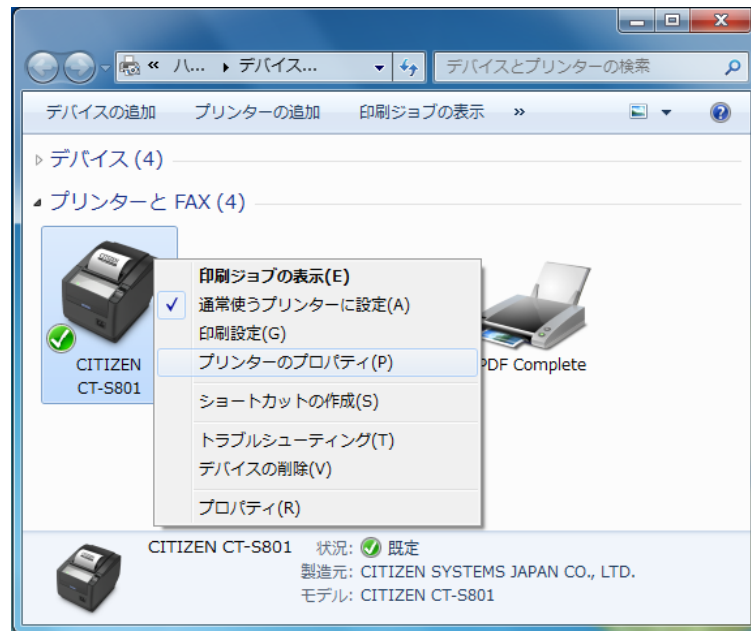 « ハ... ▸ デバイス... デバイスとプリンターの検索
デバイスの追加 プリンターの追加 印刷ジョブの表示 »
デバイス (4)
プリンターと FAX (4)
印刷ジョブの表示(E)
通常使うプリンターに設定(A)
印刷設定(G)
プリンターのプロパティ(P)
ショートカットの作成(S)
トラブルシューティング(T)
デバイスの削除(V)
プロパティ(R)
CITIZEN
CT-S801
PDF Complete
CITIZEN CT-S801 状況: 既定
製造元: CITIZEN SYSTEMS JAPAN CO., LTD.
モデル: CITIZEN CT-S801